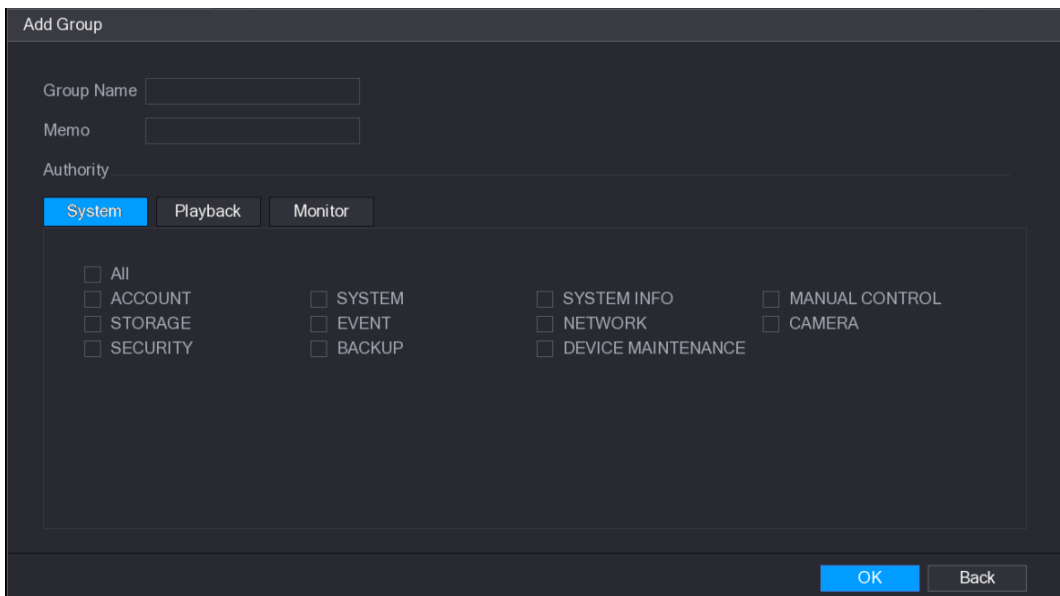 Add Group
Group Name
Memo
Authority
System Playback Monitor
All
ACCOUNT SYSTEM SYSTEM INFO MANUAL CONTROL
STORAGE EVENT NETWORK CAMERA
SECURITY BACKUP DEVICE MAINTENANCE
OK Back